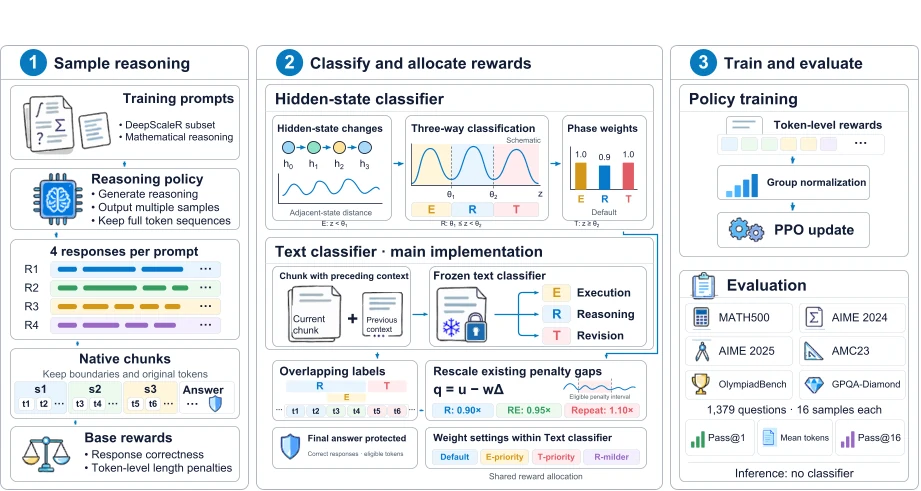 1 Sample reasoning
Training prompts
• DeepScaleR subset
• Mathematical reasoning
Reasoning policy
• Generate reasoning
• Output multiple samples
• Keep full token sequences
4 responses per prompt
R1 ...
R2 ...
R3 ...
R4 ...
Native chunks
Keep boundaries and original tokens
s1 s2 s3 Answer
t1 t2 ... t3 t4 ... t5 t6 ... ...
Base rewards
• Response correctness
• Token-level length penalties
2 Classify and allocate rewards
Hidden-state classifier
Hidden-state changes
h₀ h₁ h₂ h₃
Adjacent-state distance
Three-way classification
Schematic
θ₁ θ₂ z
E R T
E: z < θ₁ R: θ₁ ≤ z < θ₂ T: z ≥ θ₂
Phase weights
1.0 0.9 1.0
E R T
Default
Text classifier · main implementation
Chunk with preceding context
Current
chunk
+
Previous
context
Frozen text classifier
E Execution
R Reasoning
T Revision
Overlapping labels
R T
E
... t1 t2 t3 t4 t5 t6 ...
Rescale existing penalty gaps
q = u − wΔ
Eligible penalty interval
R: 0.90× RE: 0.95× Repeat: 1.10×
Final answer protected
Correct responses · eligible tokens
Weight settings within Text classifier
Default E-priority T-priority R-milder
Shared reward allocation
3 Train and evaluate
Policy training
Token-level rewards
...
Group normalization
PPO update
Evaluation
MATH500 Σ AIME 2024
AIME 2025 AMC23
OlympiadBench GPQA-Diamond
1,379 questions · 16 samples each
Pass@1 Mean tokens Pass@16
Inference: no classifier